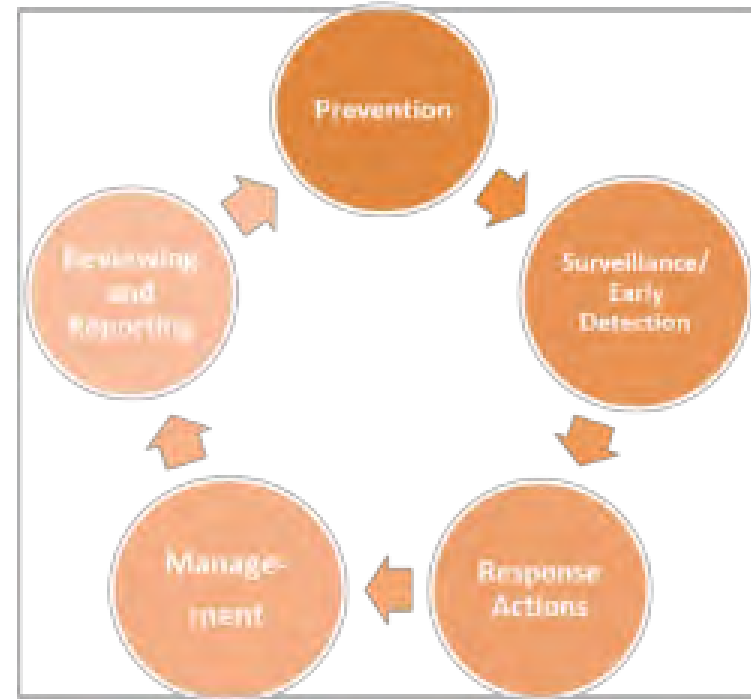 Prevention
Surveillance/
Early
Detection
Response
Actions
Manage-
ment
Reviewing
and
Reporting